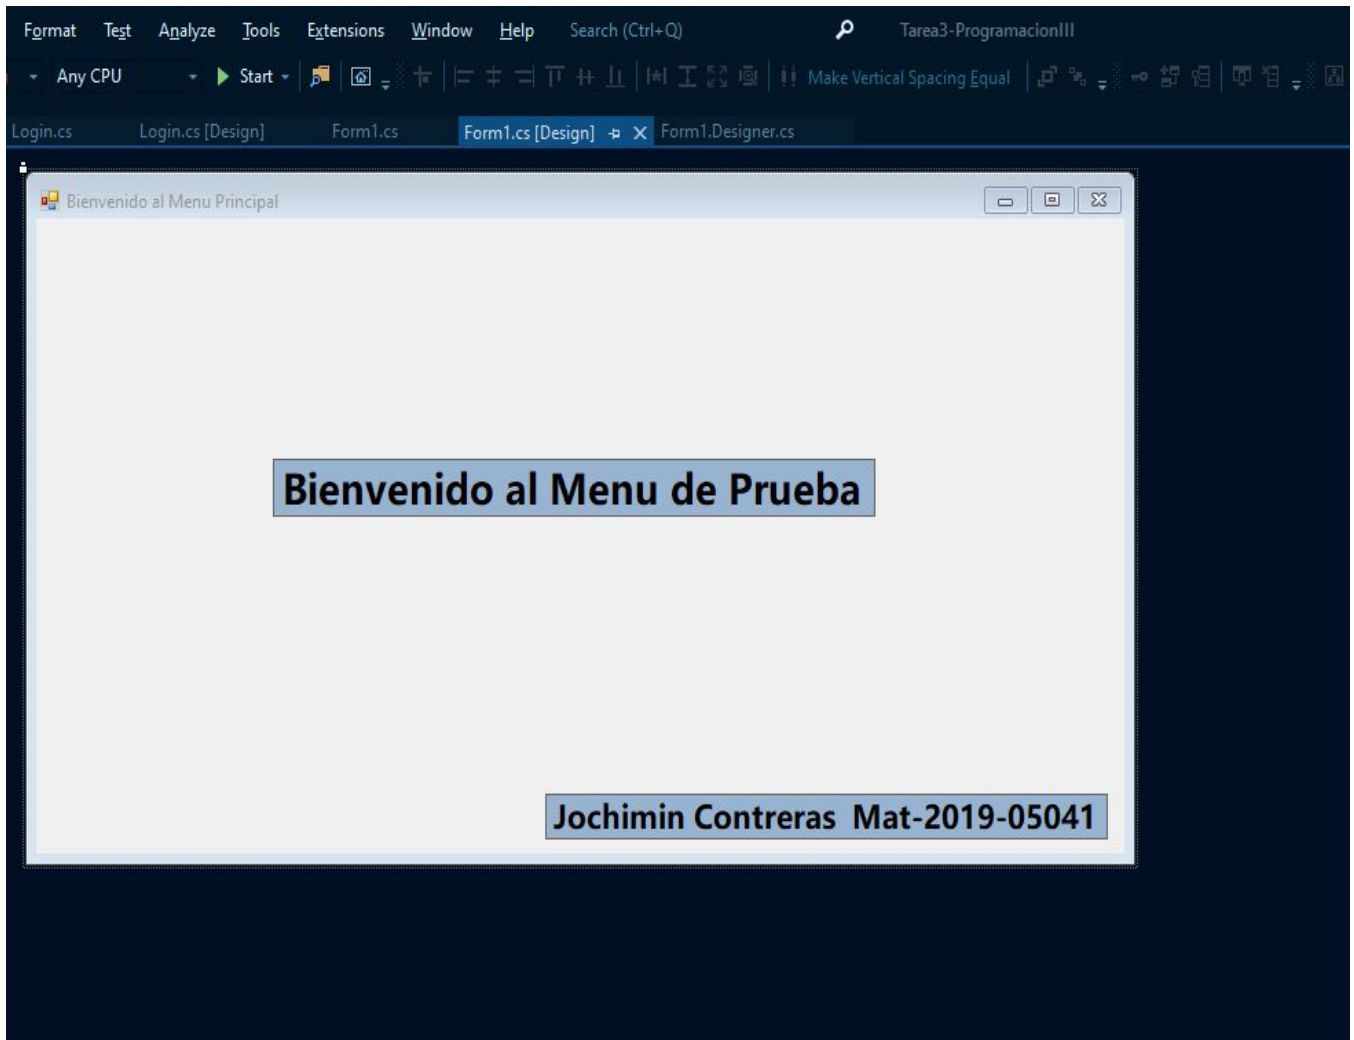 Format Test Analyze Tools Extensions Window Help Search (Ctrl+Q) Tarea3-ProgramacionIII
Any CPU Start Make Vertical Spacing Equal
Login.cs Login.cs [Design] Form1.cs Form1.cs [Design] Form1.Designer.cs
Bienvenido al Menu Principal
Bienvenido al Menu de Prueba
Jochimin Contreras Mat-2019-05041